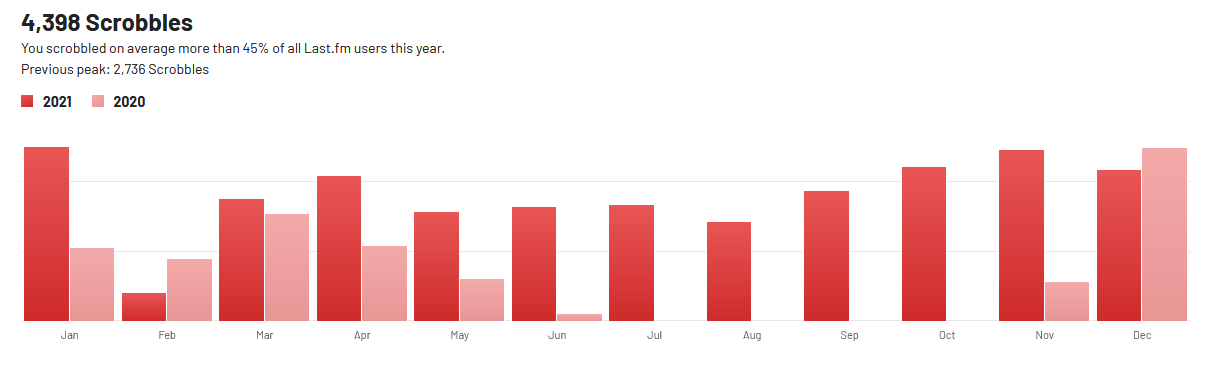 4,398 Scrobbles
You scrobbled on average more than 45% of all Last.fm users this year.
Previous peak: 2,736 Scrobbles
2021 2020
Jan Feb Mar Apr May Jun Jul Aug Sep Oct Nov Dec